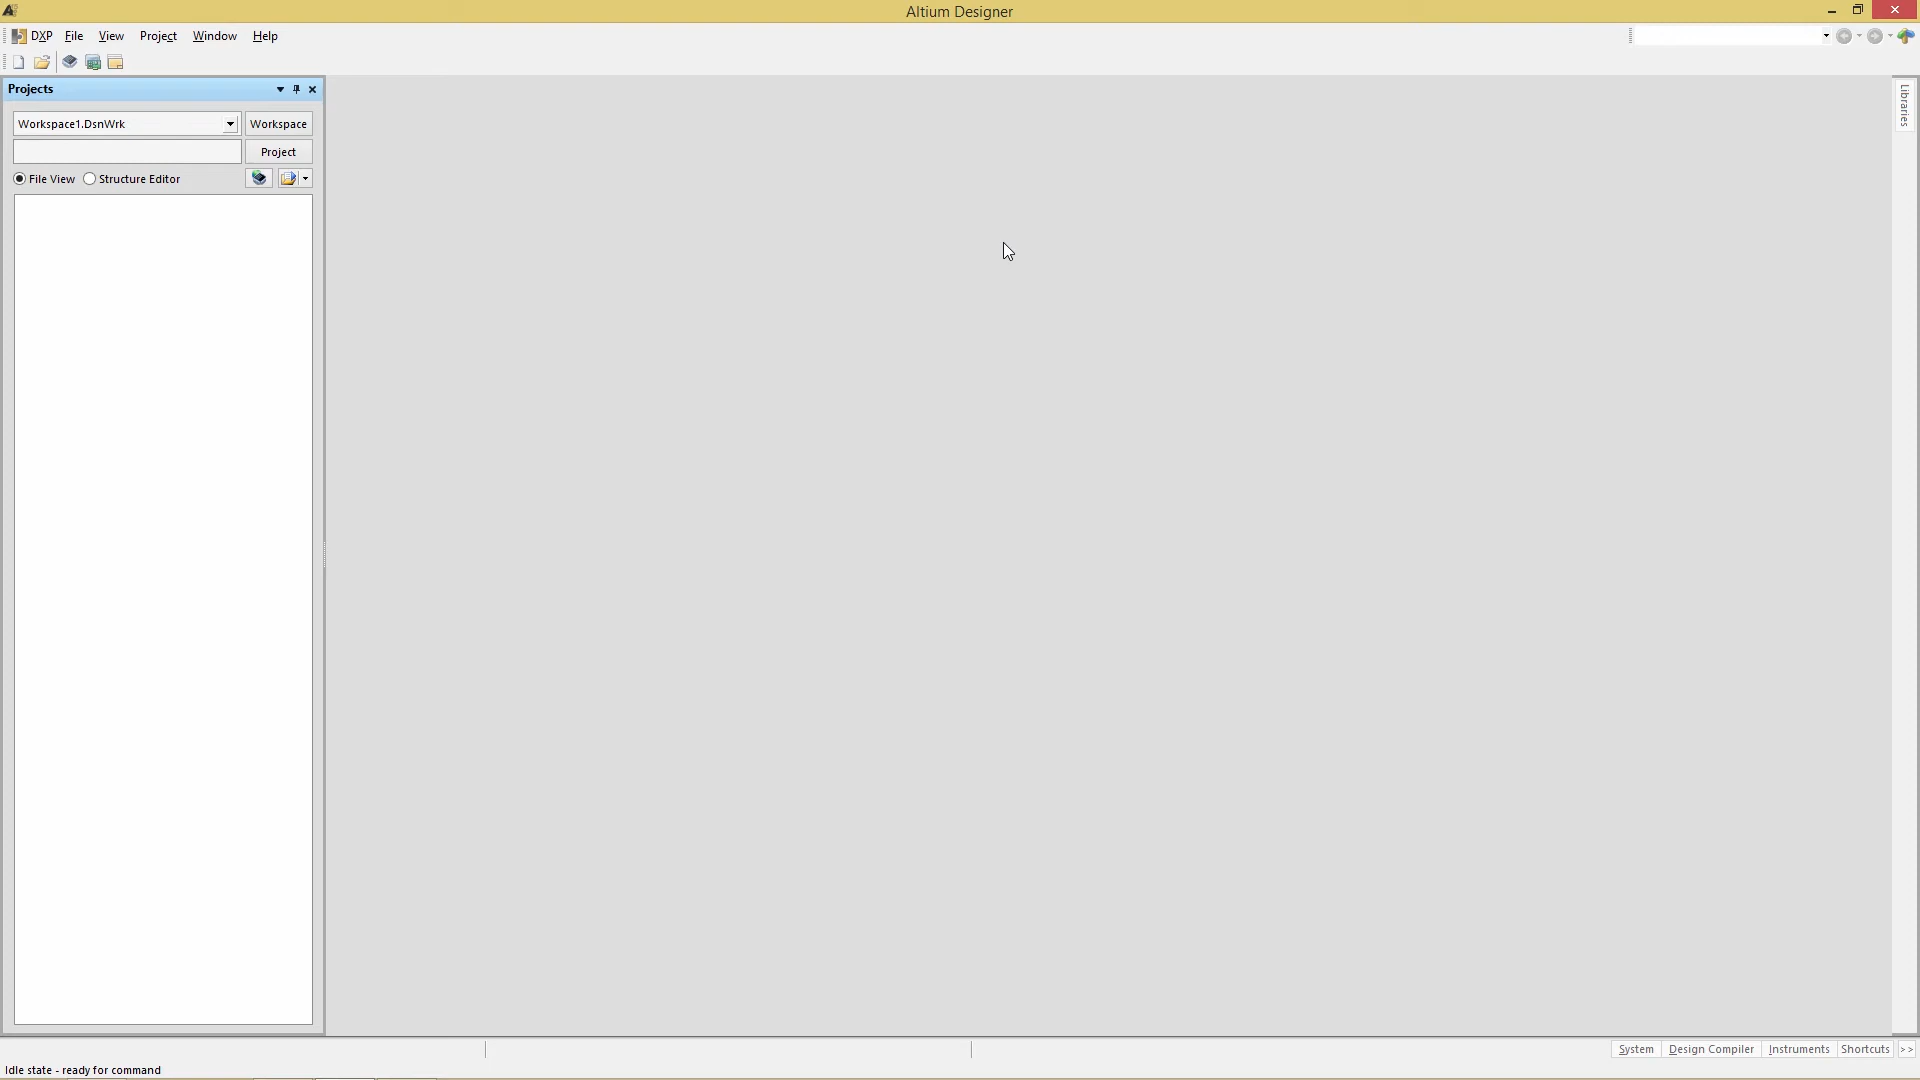 Altium Designer
DXP File View Project Window Help
Projects
Workspace1.DsnWrk Workspace
Project
File View Structure Editor
Libraries
System Design Compiler Instruments Shortcuts >>
Idle state - ready for command